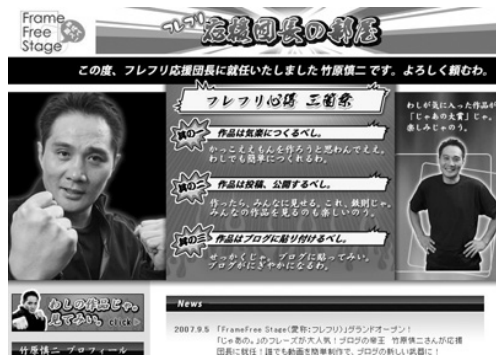 Frame
Free
Stage
フレフリ 応援団長の部屋
この度、フレフリ応援団長に就任いたしました 竹原慎二 です。よろしく頼むわ。
フレフリ心得 三箇条
其の一 作品は気楽につくるべし。
かっこええもんを作ろうと思わんでええ。
わしでも簡単につくれるわ。
其の二 作品は投稿、公開するべし。
作ったら、みんなに見せる。これ、鉄則じゃ。
みんなの作品を見るのも楽しいのう。
其の三 作品はブログに貼り付けるべし。
せっかくじゃ。ブログに貼ってみい。
ブログがにぎやかになるわ。
わしが気に入った作品が
「じゃあの大賞」じゃ。
楽しみじゃのう。
わしの作品じゃ。
見てみい。 click
竹原慎二 プロフィール
News
2007.9.5 「FrameFree Stage(愛称:フレフリ)」グランドオープン!
「じゃあの。」のフレーズが大人気!ブログの帝王 竹原慎二さんが応援
団長に就任!誰でも動画を簡単制作で、ブログの新しい武器に!